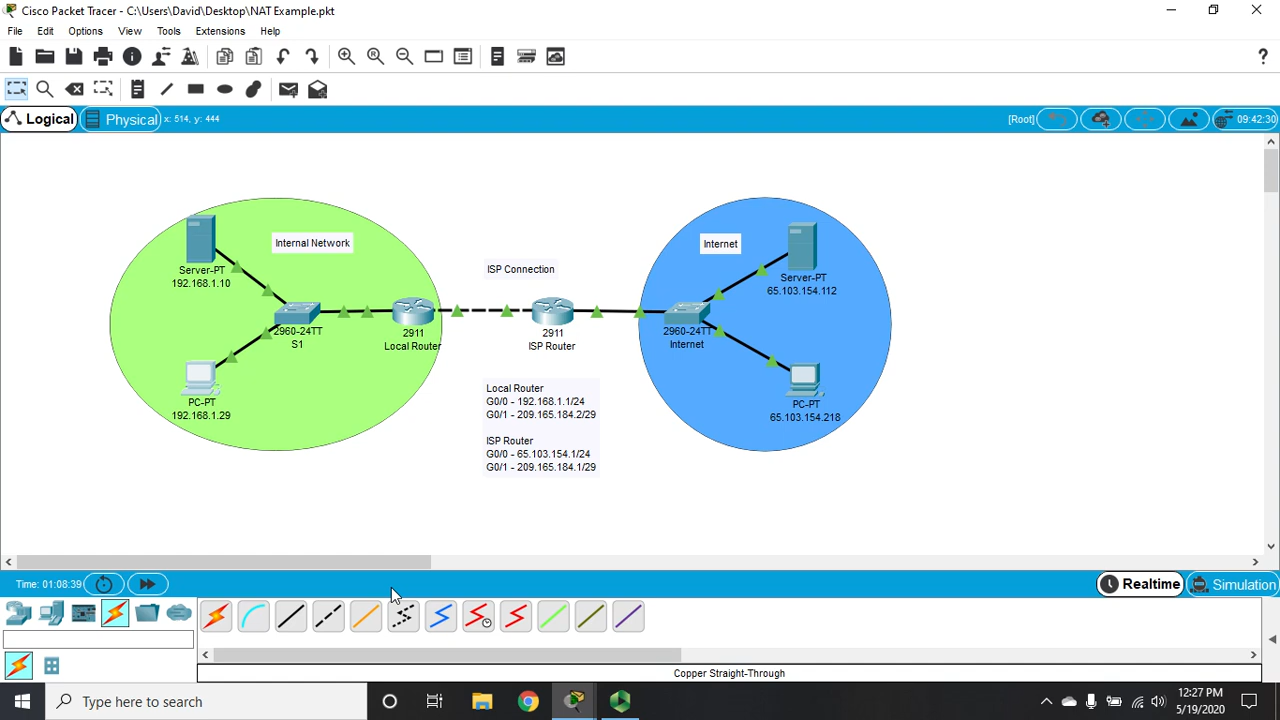 Cisco Packet Tracer - C:\Users\David\Desktop\NAT Example.pkt
File Edit Options View Tools Extensions Help
?
Logical Physical x: 514, y: 444 [Root] 09:42:30
Internal Network
Server-PT
192.168.1.10
2960-24TT
S1
PC-PT
192.168.1.29
2911
Local Router
ISP Connection
2911
ISP Router
Local Router
G0/0 - 192.168.1.1/24
G0/1 - 209.165.184.2/29
ISP Router
G0/0 - 65.103.154.1/24
G0/1 - 209.165.184.1/29
Internet
Server-PT
65.103.154.112
2960-24TT
Internet
PC-PT
65.103.154.218
Time: 01:08:39 Realtime Simulation
Copper Straight-Through
Type here to search
12:27 PM
5/19/2020